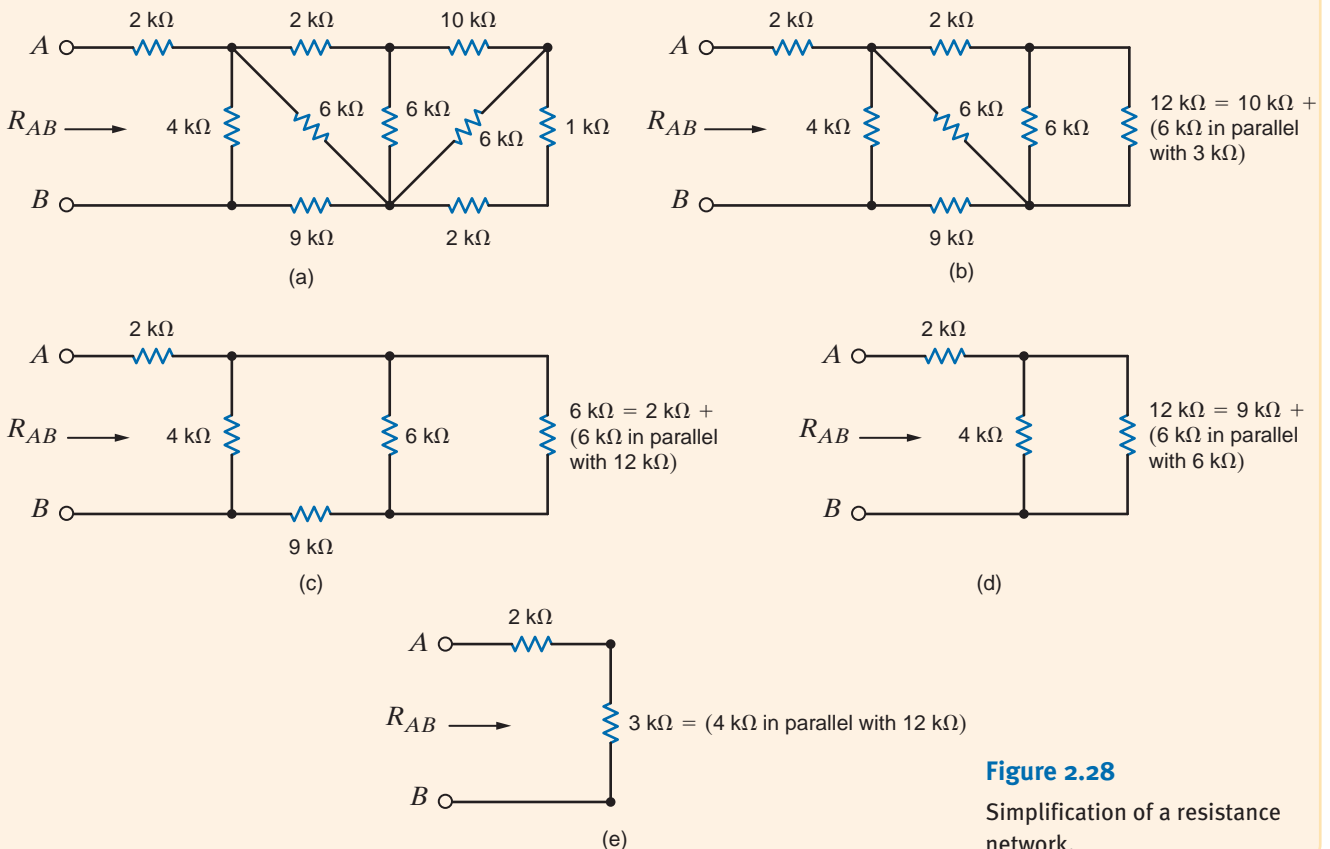 2 kΩ 2 kΩ 10 kΩ
A
R_AB
4 kΩ 6 kΩ 6 kΩ 6 kΩ 1 kΩ
B
9 kΩ 2 kΩ
(a)
2 kΩ 2 kΩ
A
R_AB
4 kΩ 6 kΩ 6 kΩ
12 kΩ = 10 kΩ +
(6 kΩ in parallel
with 3 kΩ)
B
9 kΩ
(b)
2 kΩ
A
R_AB
4 kΩ 6 kΩ
6 kΩ = 2 kΩ +
(6 kΩ in parallel
with 12 kΩ)
B
9 kΩ
(c)
2 kΩ
A
R_AB
4 kΩ
12 kΩ = 9 kΩ +
(6 kΩ in parallel
with 6 kΩ)
B
(d)
2 kΩ
A
R_AB
3 kΩ = (4 kΩ in parallel with 12 kΩ)
B
(e)
Figure 2.28
Simplification of a resistance
network.